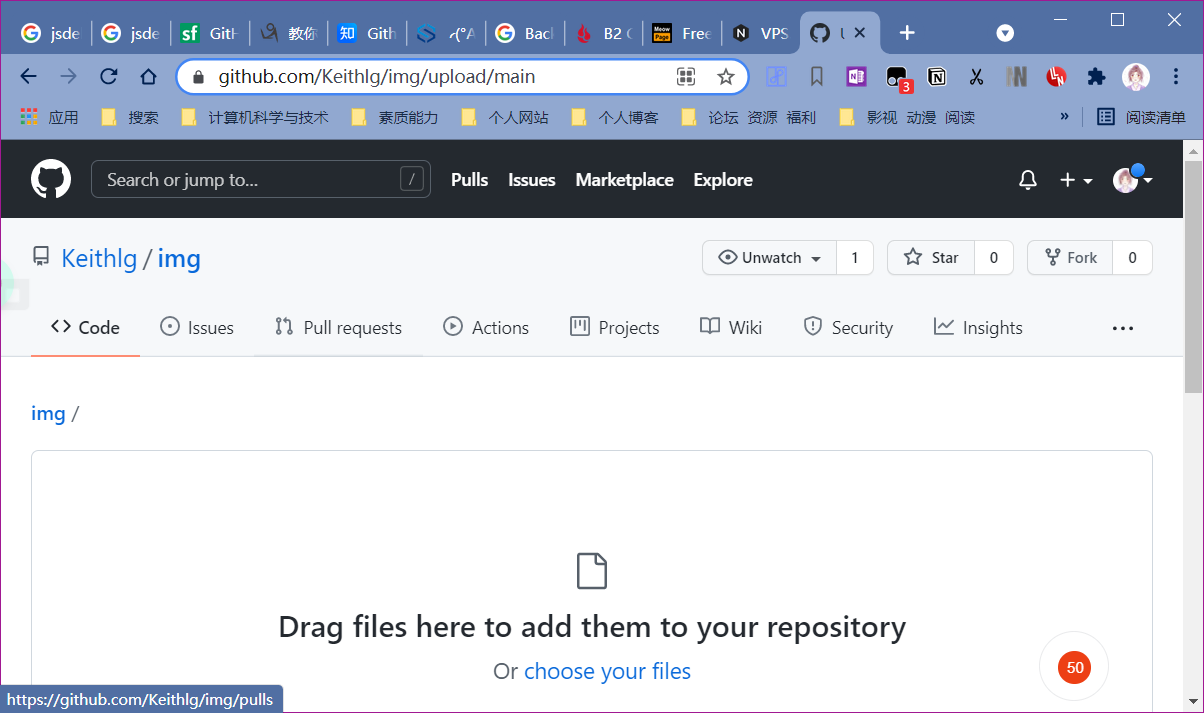 jsde jsde GitH 教你 Gith Bac B2 Free VPS
github.com/Keithlg/img/upload/main
3
应用 搜索 计算机科学与技术 素质能力 个人网站 个人博客 论坛 资源 福利 影视 动漫 阅读 » 阅读清单
Search or jump to... / Pulls Issues Marketplace Explore
Keithlg / img Unwatch 1 Star 0 Fork 0
Code Issues Pull requests Actions Projects Wiki Security Insights ...
img /
Drag files here to add them to your repository
Or choose your files
50
https://github.com/Keithlg/img/pulls